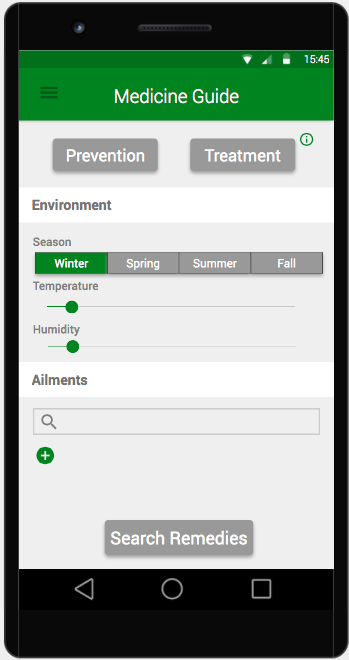 15:45
Medicine Guide
Prevention Treatment
Environment
Season
Winter Spring Summer Fall
Temperature
Humidity
Ailments
Search Remedies